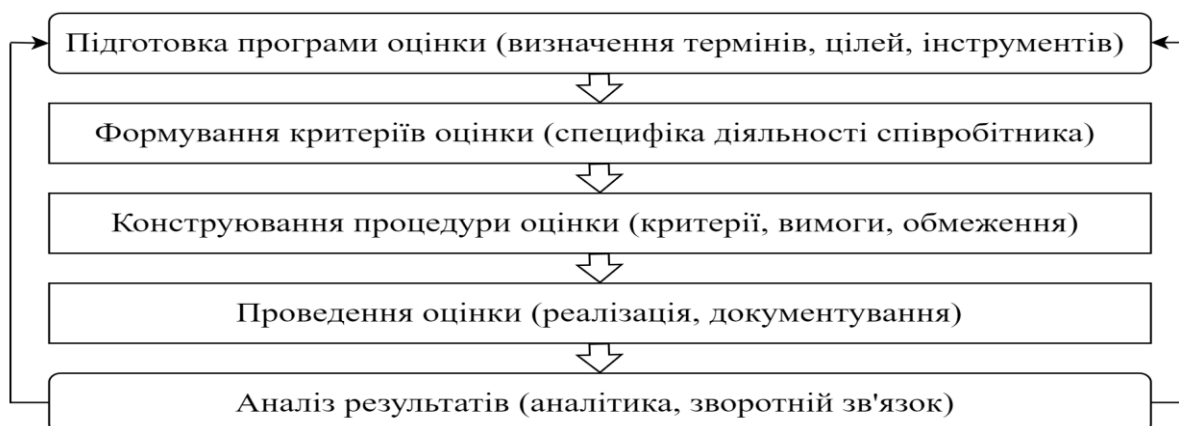 Підготовка програми оцінки (визначення термінів, цілей, інструментів)
Формування критеріїв оцінки (специфіка діяльності співробітника)
Конструювання процедури оцінки (критерії, вимоги, обмеження)
Проведення оцінки (реалізація, документування)
Аналіз результатів (аналітика, зворотній зв'язок)